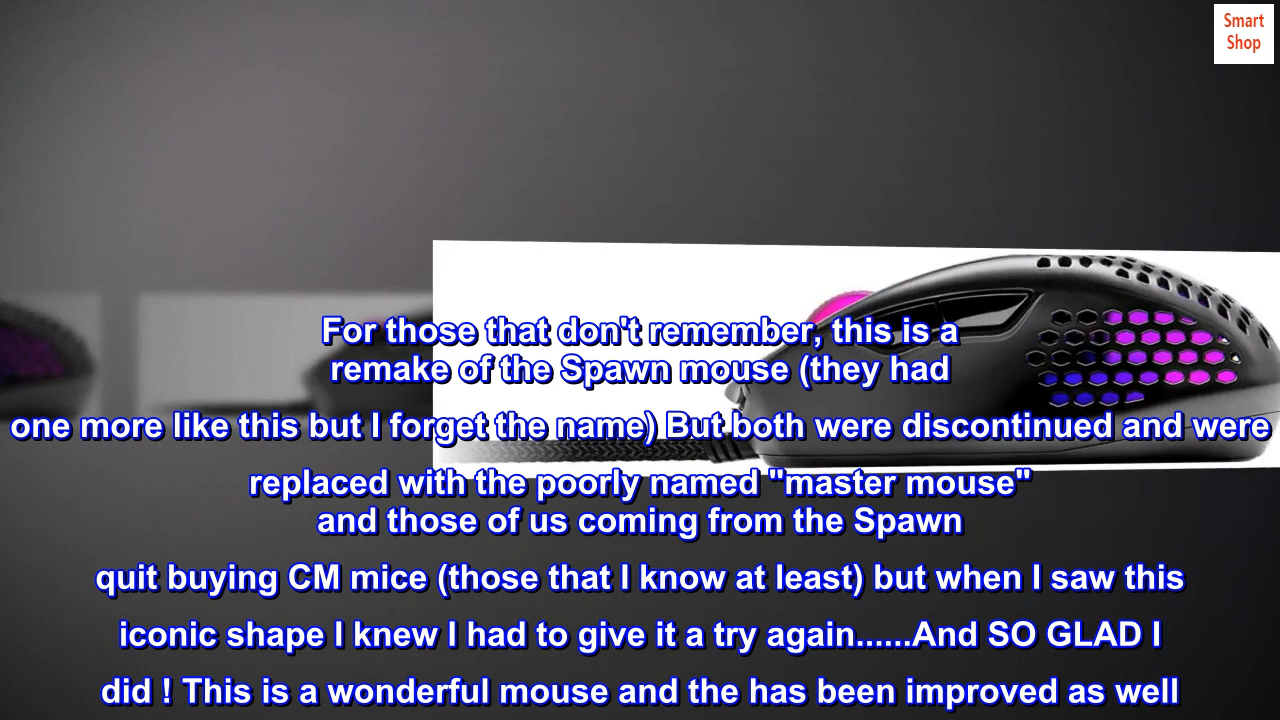 Smart
Shop
For those that don't remember, this is a
remake of the Spawn mouse (they had
one more like this but I forget the name) But both were discontinued and were
replaced with the poorly named "master mouse"
and those of us coming from the Spawn
quit buying CM mice (those that I know at least) but when I saw this
iconic shape I knew I had to give it a try again......And SO GLAD I
did ! This is a wonderful mouse and the has been improved as well